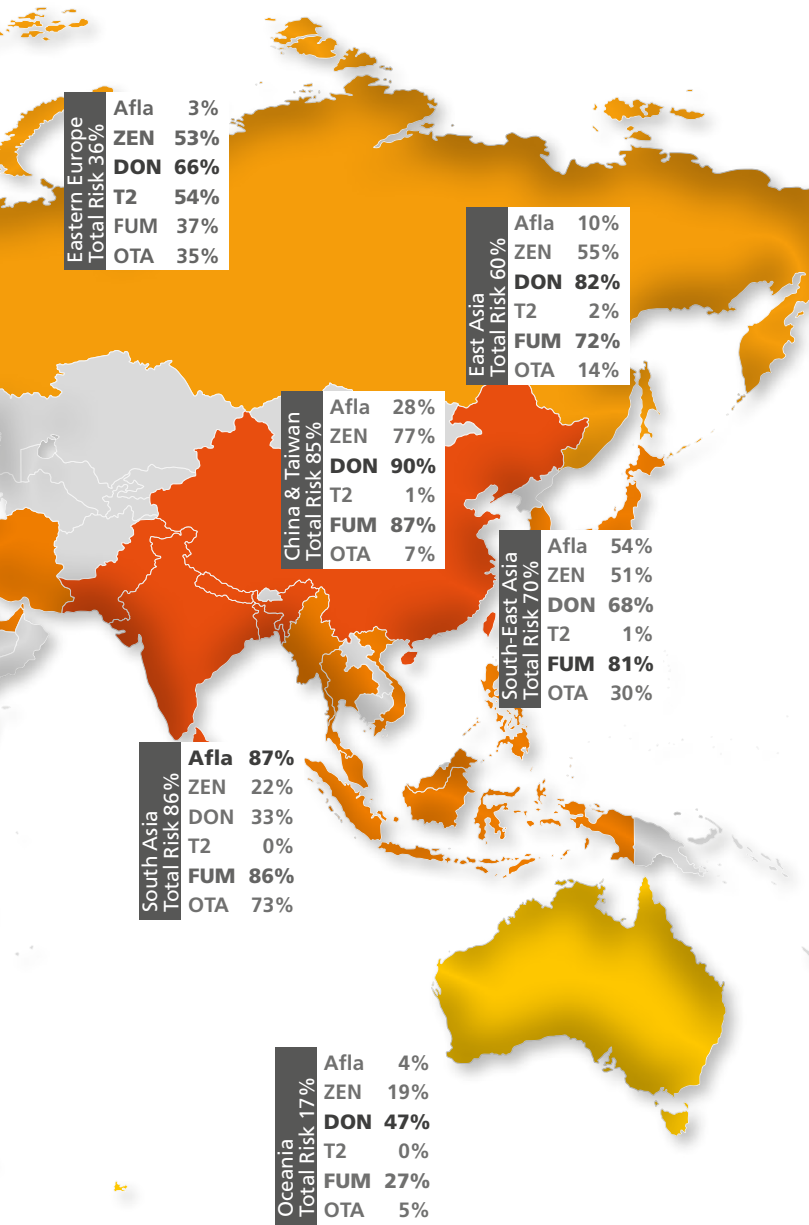 Eastern Europe
Total Risk 36%
Afla 3%
ZEN 53%
DON 66%
T2 54%
FUM 37%
OTA 35%
East Asia
Total Risk 60%
Afla 10%
ZEN 55%
DON 82%
T2 2%
FUM 72%
OTA 14%
China & Taiwan
Total Risk 85%
Afla 28%
ZEN 77%
DON 90%
T2 1%
FUM 87%
OTA 7%
South-East Asia
Total Risk 70%
Afla 54%
ZEN 51%
DON 68%
T2 1%
FUM 81%
OTA 30%
South Asia
Total Risk 86%
Afla 87%
ZEN 22%
DON 33%
T2 0%
FUM 86%
OTA 73%
Oceania
Total Risk 17%
Afla 4%
ZEN 19%
DON 47%
T2 0%
FUM 27%
OTA 5%